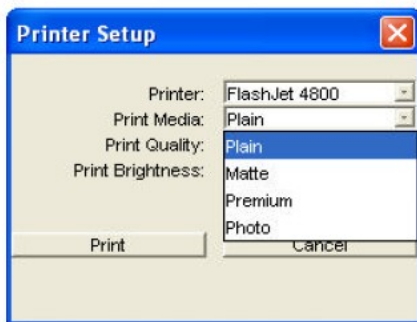 Printer Setup
Printer: FlashJet 4800
Print Media: Plain
Print Quality: Plain
Print Brightness: Matte
Premium
Photo
Print Cancel